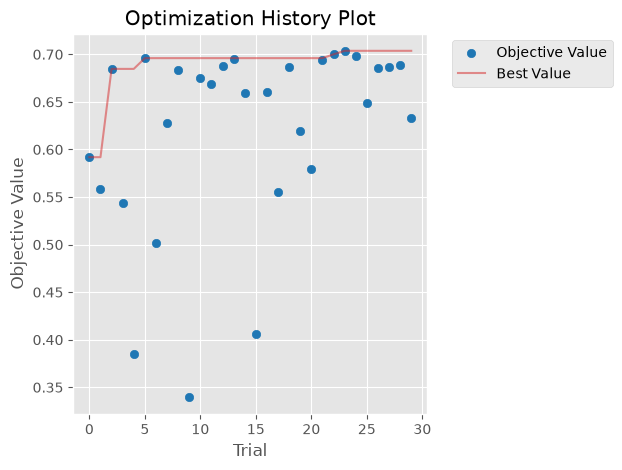 Optimization History Plot
Objective Value
Best Value
Objective Value
0.70
0.65
0.60
0.55
0.50
0.45
0.40
0.35
0 5 10 15 20 25 30
Trial